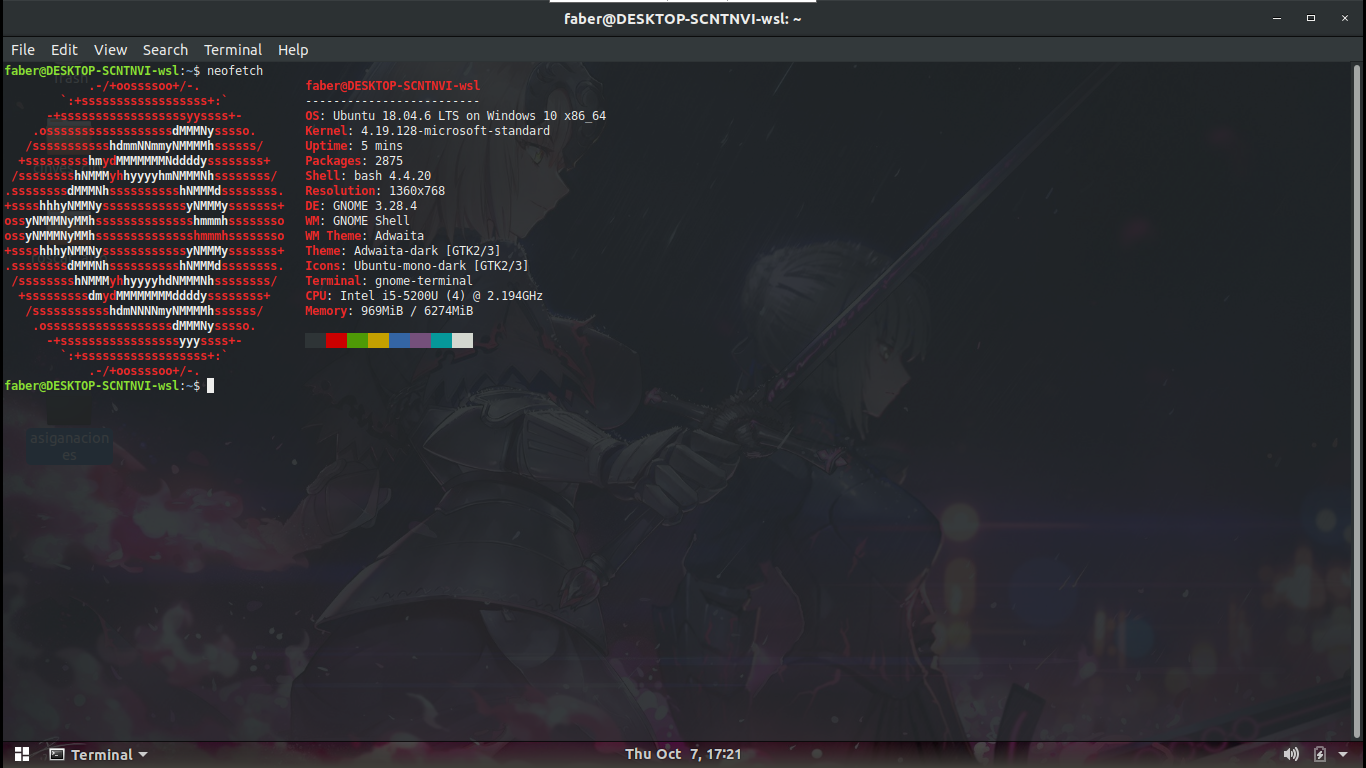 faber@DESKTOP-SCNTNVI-wsl: ~
File Edit View Search Terminal Help
faber@DESKTOP-SCNTNVI-wsl:~$ neofetch
Trash
.-/+oossssoo+/-. faber@DESKTOP-SCNTNVI-wsl
`:+ssssssssssssssssss+:` -------------------------
-+ssssssssssssssssssyyssss+- OS: Ubuntu 18.04.6 LTS on Windows 10 x86_64
.ossssssssssssssssssdMMMNysssso. Kernel: 4.19.128-microsoft-standard
/ssssssssssshdmmNNmmyNMMMMhssssss/ Uptime: 5 mins
+ssssssssshmydMMMMMMMNddddyssssssss+ Packages: 2875
/sssssssshNMMMyhhyyyyhmNMMMNhssssssss/ Shell: bash 4.4.20
.ssssssssdMMMNhsssssssssshNMMMdssssssss. Resolution: 1360x768
+sssshhhyNMMNyssssssssssssyNMMMysssssss+ DE: GNOME 3.28.4
ossyNMMMNyMMhsssssssssssssshmmmhssssssso WM: GNOME Shell
ossyNMMMNyMMhsssssssssssssshmmmhssssssso WM Theme: Adwaita
+sssshhhyNMMNyssssssssssssyNMMMysssssss+ Theme: Adwaita-dark [GTK2/3]
.ssssssssdMMMNhsssssssssshNMMMdssssssss. Icons: Ubuntu-mono-dark [GTK2/3]
/sssssssshNMMMyhhyyyyhdNMMMNhssssssss/ Terminal: gnome-terminal
+sssssssssdmydMMMMMMMMddddyssssssss+ CPU: Intel i5-5200U (4) @ 2.194GHz
/ssssssssssshdmNNNNmyNMMMMhssssss/ Memory: 969MiB / 6274MiB
.ossssssssssssssssssdMMMNysssso.
-+sssssssssssssssssyyyssss+-
`:+ssssssssssssssssss+:`
.-/+oossssoo+/-.
faber@DESKTOP-SCNTNVI-wsl:~$
asiganacion
es
Terminal
Thu Oct 7, 17:21